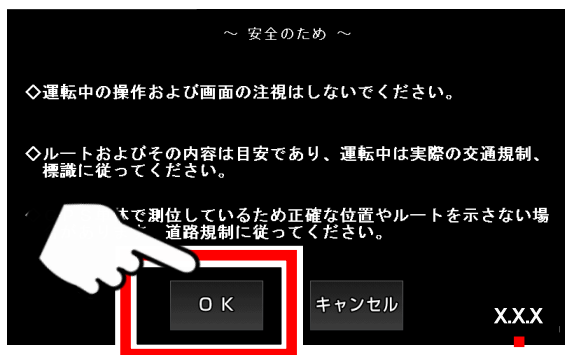 ～ 安全のため ～
◇運転中の操作および画面の注視はしないでください。
◇ルートおよびその内容は目安であり、運転中は実際の交通規制、
標識に従ってください。
で測位しているため正確な位置やルートを示さない場
道路規制に従ってください。
ＯＫ
キャンセル
X.X.X